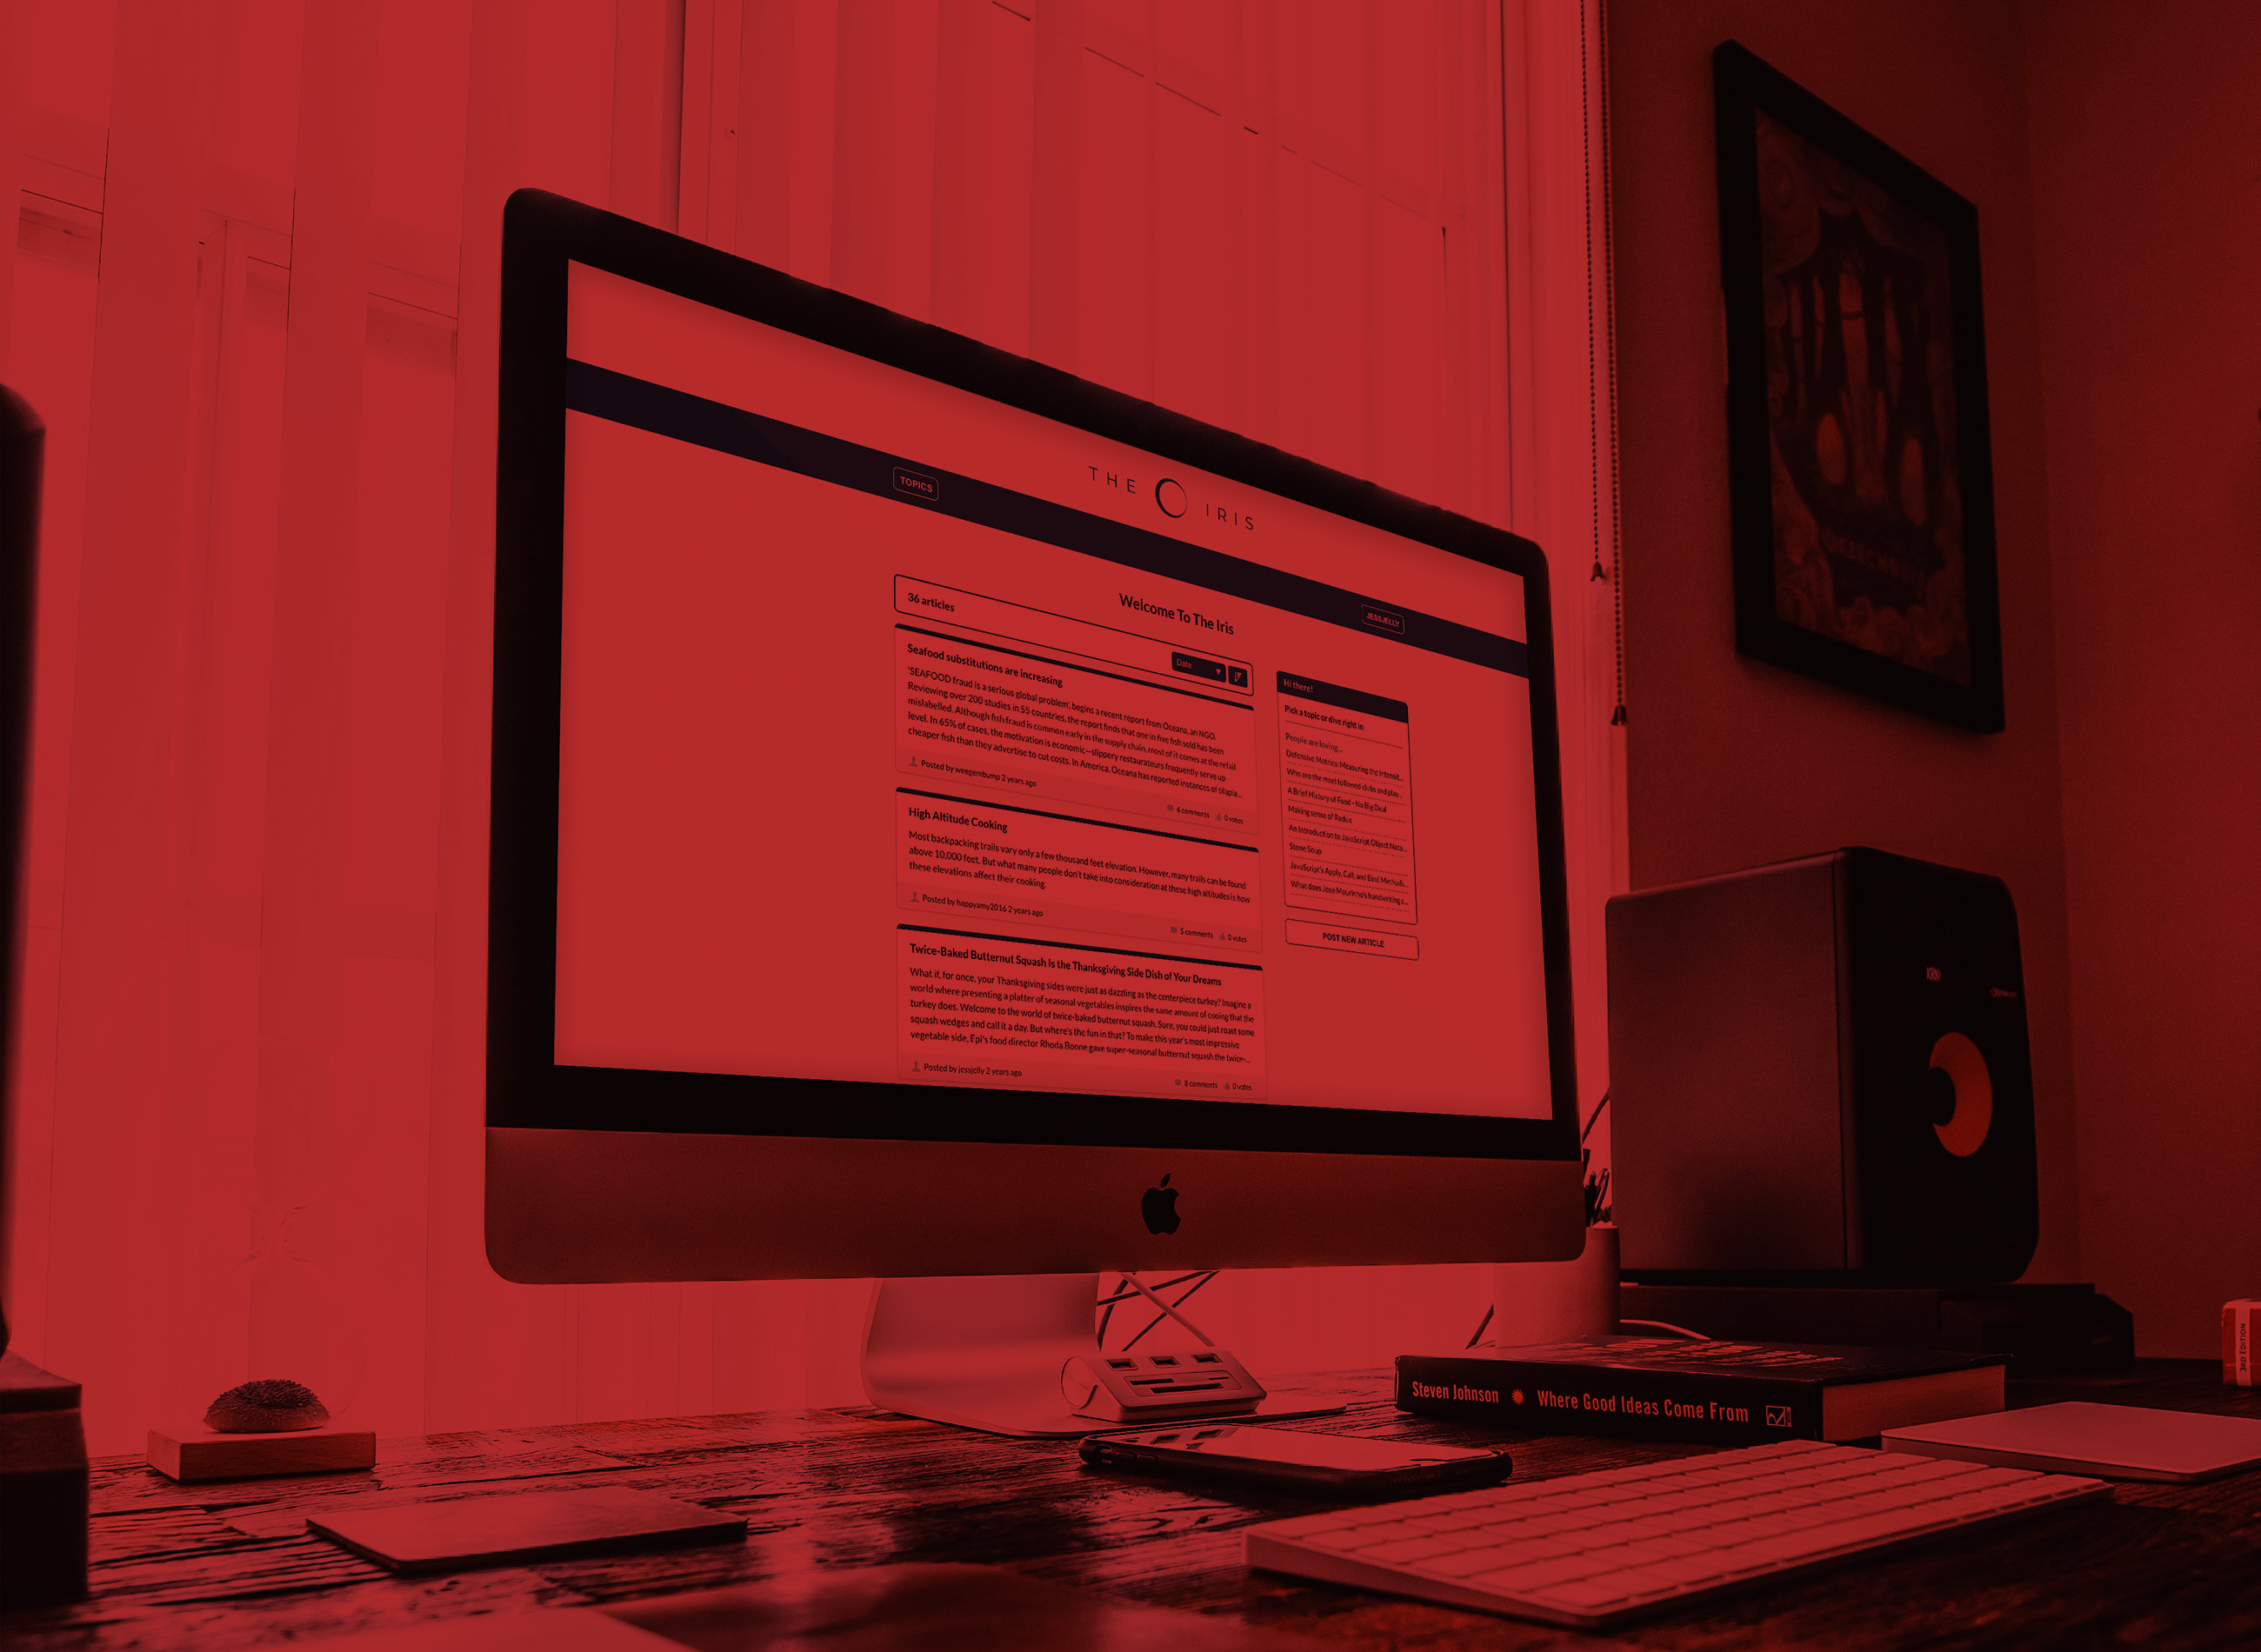 THE IRIS
TOPICS
JESSJELLY
Welcome To The Iris
36 articles
Date
Seafood substitutions are increasing
'SEAFOOD fraud is a serious global problem', begins a recent report from Oceana, an NGO.
Reviewing over 200 studies in 55 countries, the report finds that one in five fish sold has been
mislabelled. Although fish fraud is common early in the supply chain, most of it comes at the retail
level. In 65% of cases, the motivation is economic—slippery restaurateurs frequently serve up
cheaper fish than they advertise to cut costs. In America, Oceana has reported instances of tilapia...
Posted by weegembump 2 years ago
6 comments 0 votes
High Altitude Cooking
Most backpacking trails vary only a few thousand feet elevation. However, many trails can be found
above 10,000 feet. But what many people don't take into consideration at these high altitudes is how
these elevations affect their cooking.
Posted by happyamy2016 2 years ago
5 comments 0 votes
Twice-Baked Butternut Squash Is the Thanksgiving Side Dish of Your Dreams
What if, for once, your Thanksgiving sides were just as dazzling as the centerpiece turkey? Imagine a
world where presenting a platter of seasonal vegetables inspires the same amount of cooing that the
turkey does. Welcome to the world of twice-baked butternut squash. Sure, you could just roast some
squash wedges and call it a day. But where's the fun in that? To make this year's most impressive
vegetable side, Epi's food director Rhoda Boone gave super-seasonal butternut squash the twice-...
Posted by jessjelly 2 years ago
8 comments 0 votes
Hi there!
Pick a topic or dive right in
People are loving...
Defensive Metrics: Measuring the Intensit...
Who are the most followed clubs and play...
A Brief History of Food - No Big Deal
Making sense of Redux
An Introduction to JavaScript Object Nota...
Stone Soup
JavaScript's Apply, Call, and Bind Methods...
What does Jose Mourinho's handwriting s...
POST NEW ARTICLE
Steven Johnson Where Good Ideas Come From
3RD EDITION